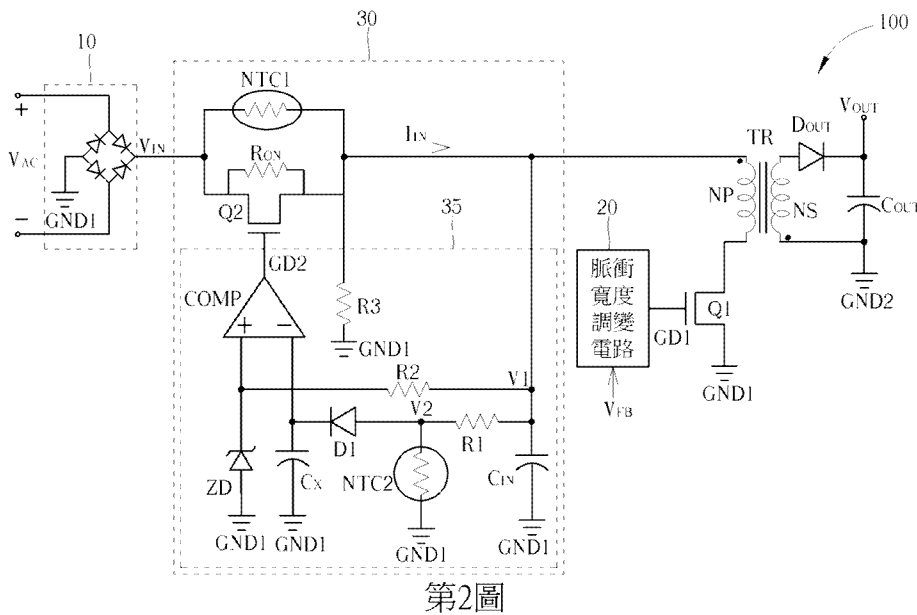 30
10
100
NTC1
VOUT
+
VAC
−
VIN
IIN
TR
DOUT
RON
NP
NS
COUT
GND1
Q2
35
20
GD2
COMP
+
−
R3
GND1
脈衝
寬度
調變
電路
GD1
Q1
GND2
GND1
R2
V1
V2
VFB
D1
R1
ZD
CX
NTC2
CIN
GND1
GND1
GND1
GND1
第2圖